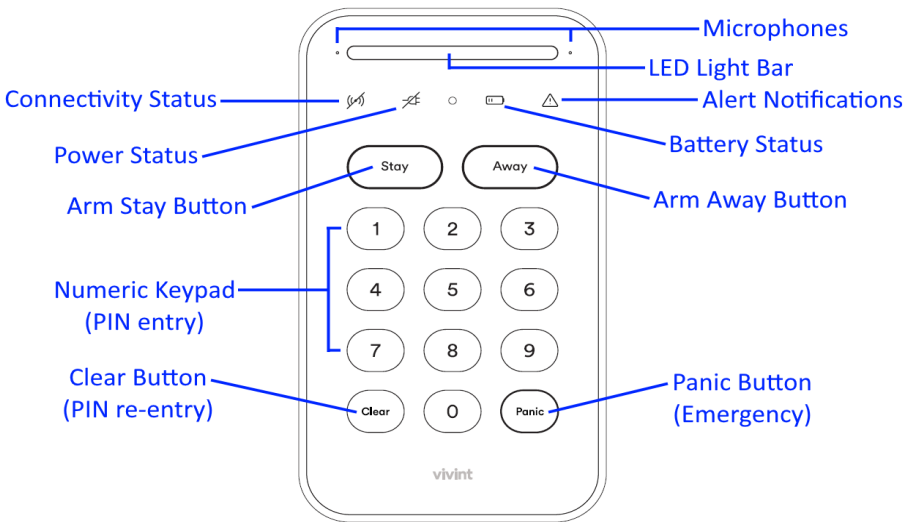 Microphones
LED Light Bar
Connectivity Status
Alert Notifications
Power Status
Battery Status
Stay
Away
Arm Stay Button
Arm Away Button
1 2 3
Numeric Keypad
(PIN entry)
4 5 6
7 8 9
Clear Button
(PIN re-entry)
Clear 0 Panic
Panic Button
(Emergency)
vivint